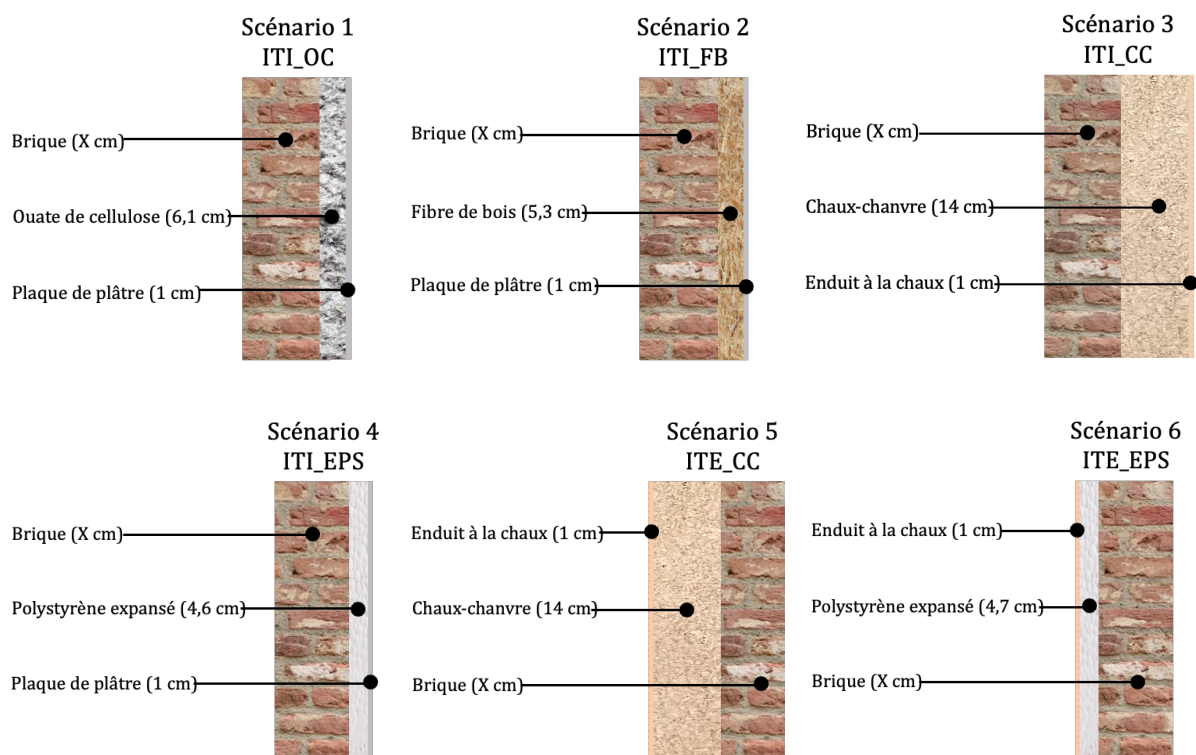 Scénario 1
ITI_OC
Brique (X cm)
Ouate de cellulose (6,1 cm)
Plaque de plâtre (1 cm)
Scénario 2
ITI_FB
Brique (X cm)
Fibre de bois (5,3 cm)
Plaque de plâtre (1 cm)
Scénario 3
ITI_CC
Brique (X cm)
Chaux-chanvre (14 cm)
Enduit à la chaux (1 cm)
Scénario 4
ITI_EPS
Brique (X cm)
Polystyrène expansé (4,6 cm)
Plaque de plâtre (1 cm)
Scénario 5
ITE_CC
Enduit à la chaux (1 cm)
Chaux-chanvre (14 cm)
Brique (X cm)
Scénario 6
ITE_EPS
Enduit à la chaux (1 cm)
Polystyrène expansé (4,7 cm)
Brique (X cm)